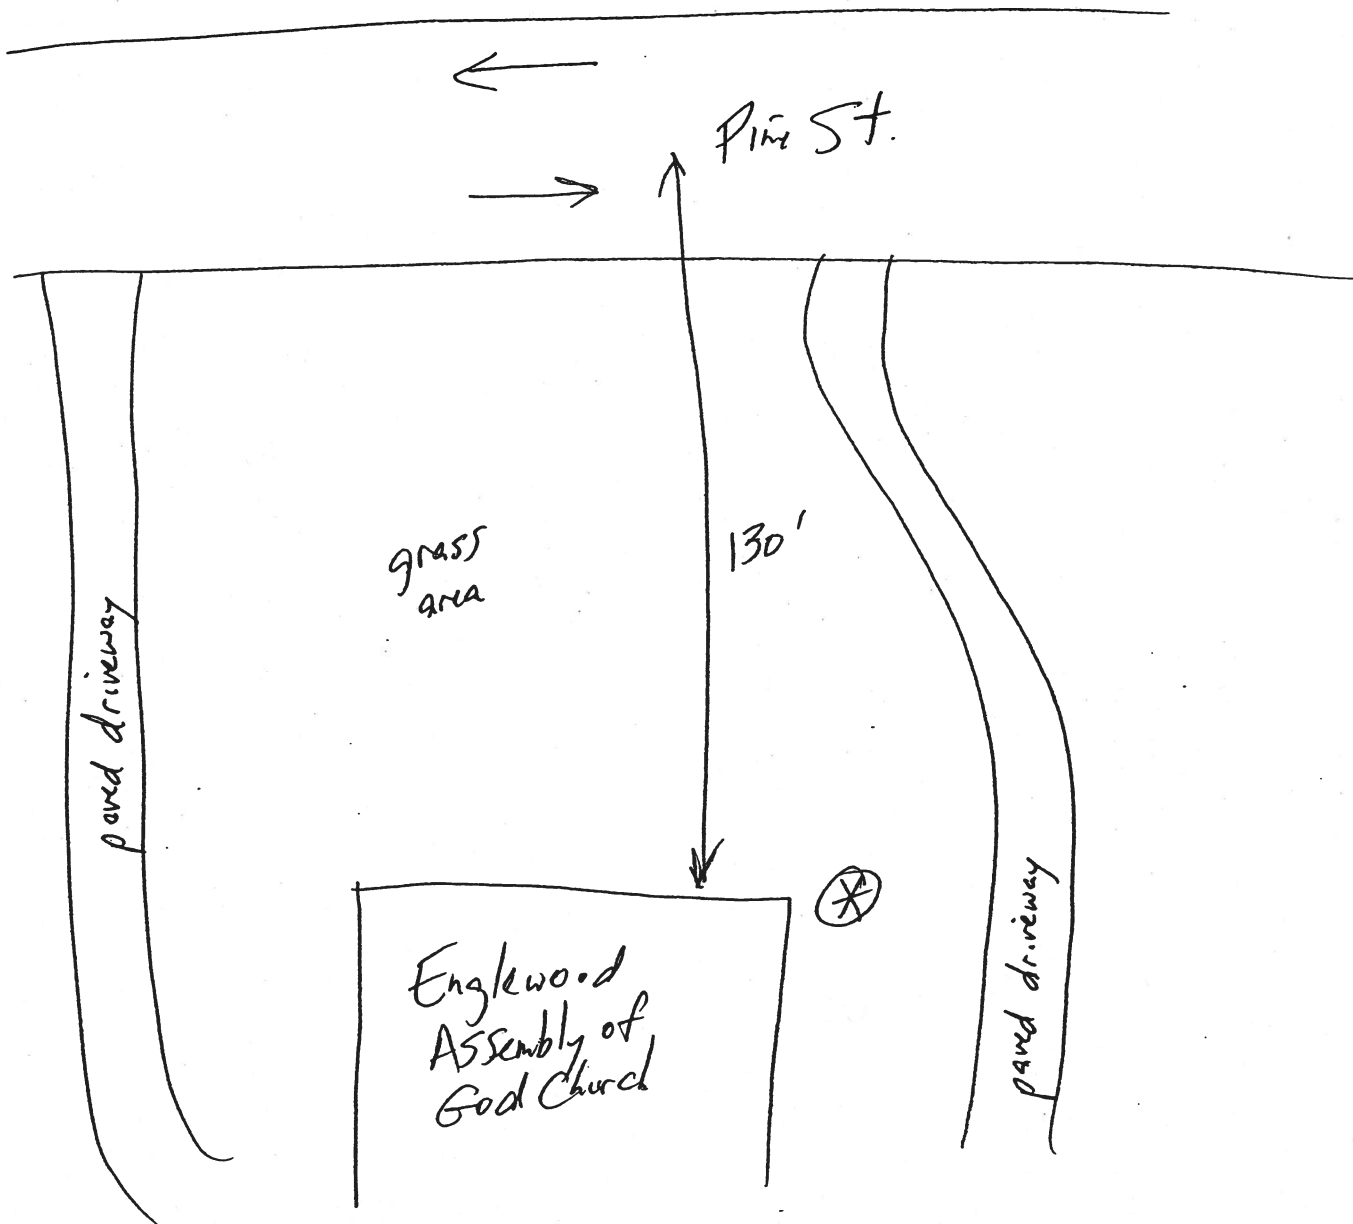 Pine St.
130'
grass
area
paved driveway
Englewood
Assembly of
God Church
paved driveway